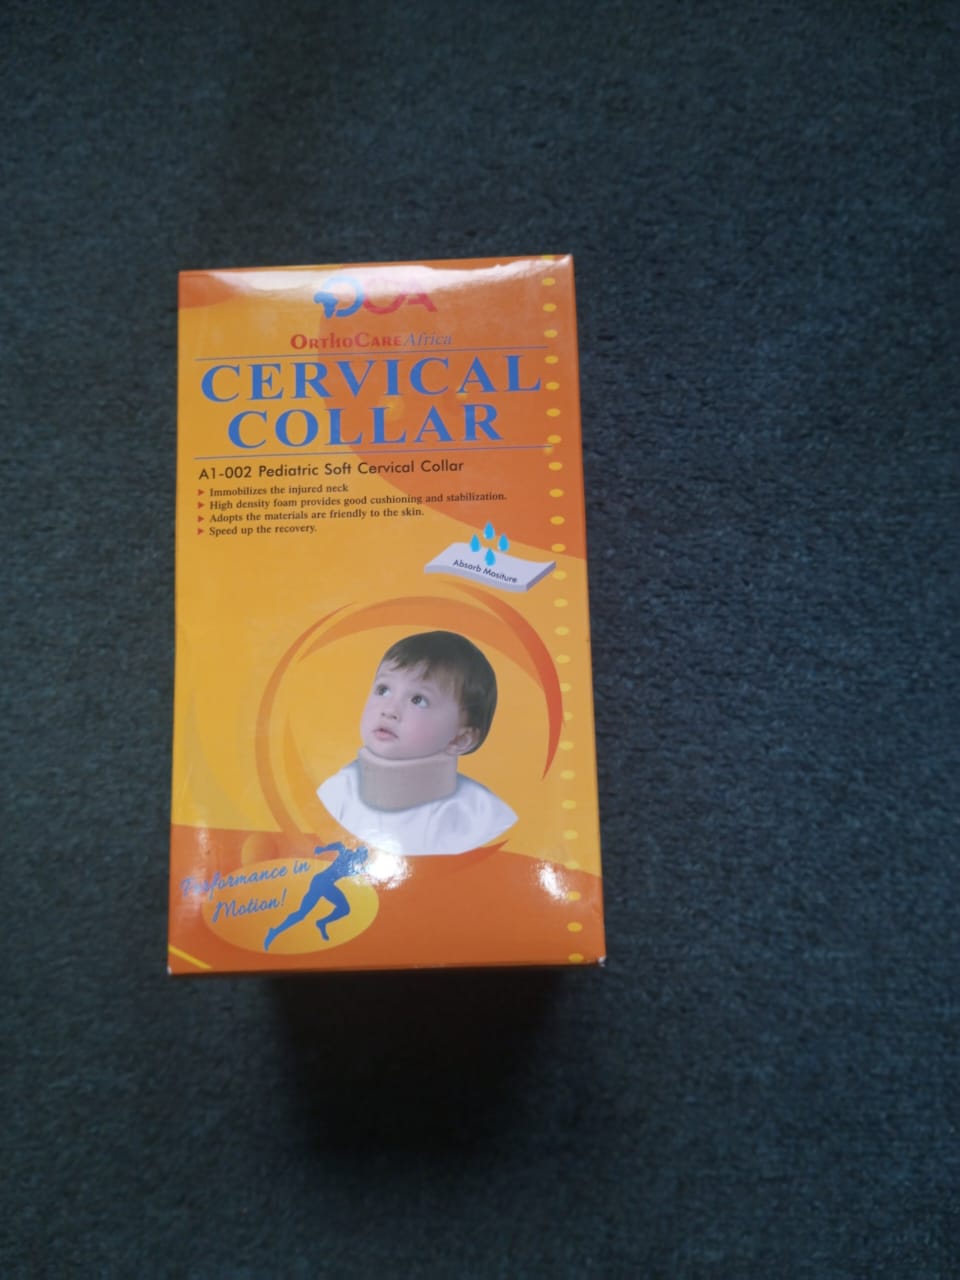 OCA
ORTHOCAREAfrica
CERVICAL
COLLAR
A1-002 Pediatric Soft Cervical Collar
Immobilizes the injured neck
High density foam provides good cushioning and stabilization.
Adopts the materials are friendly to the skin.
Speed up the recovery.
Absorb Mositure
Performance in
Motion!